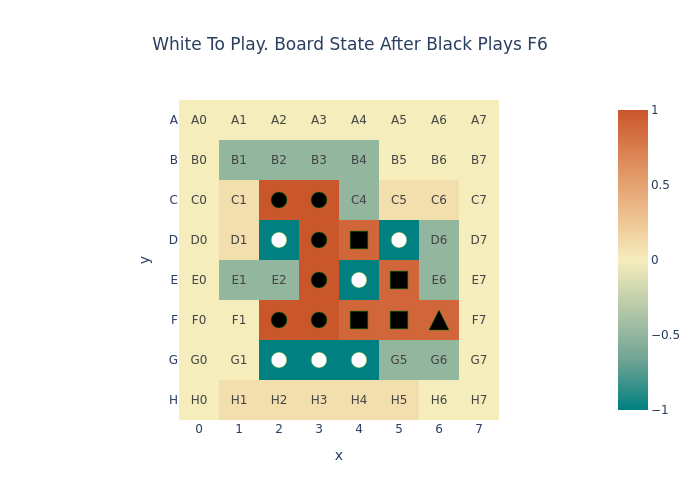 White To Play. Board State After Black Plays F6
A A0 A1 A2 A3 A4 A5 A6 A7
B B0 B1 B2 B3 B4 B5 B6 B7
C C0 C1 C4 C5 C6 C7
D D0 D1 D6 D7
E E0 E1 E2 E6 E7
F F0 F1 F7
G G0 G1 G5 G6 G7
H H0 H1 H2 H3 H4 H5 H6 H7
0 1 2 3 4 5 6 7
x
y
1
0.5
0
−0.5
−1